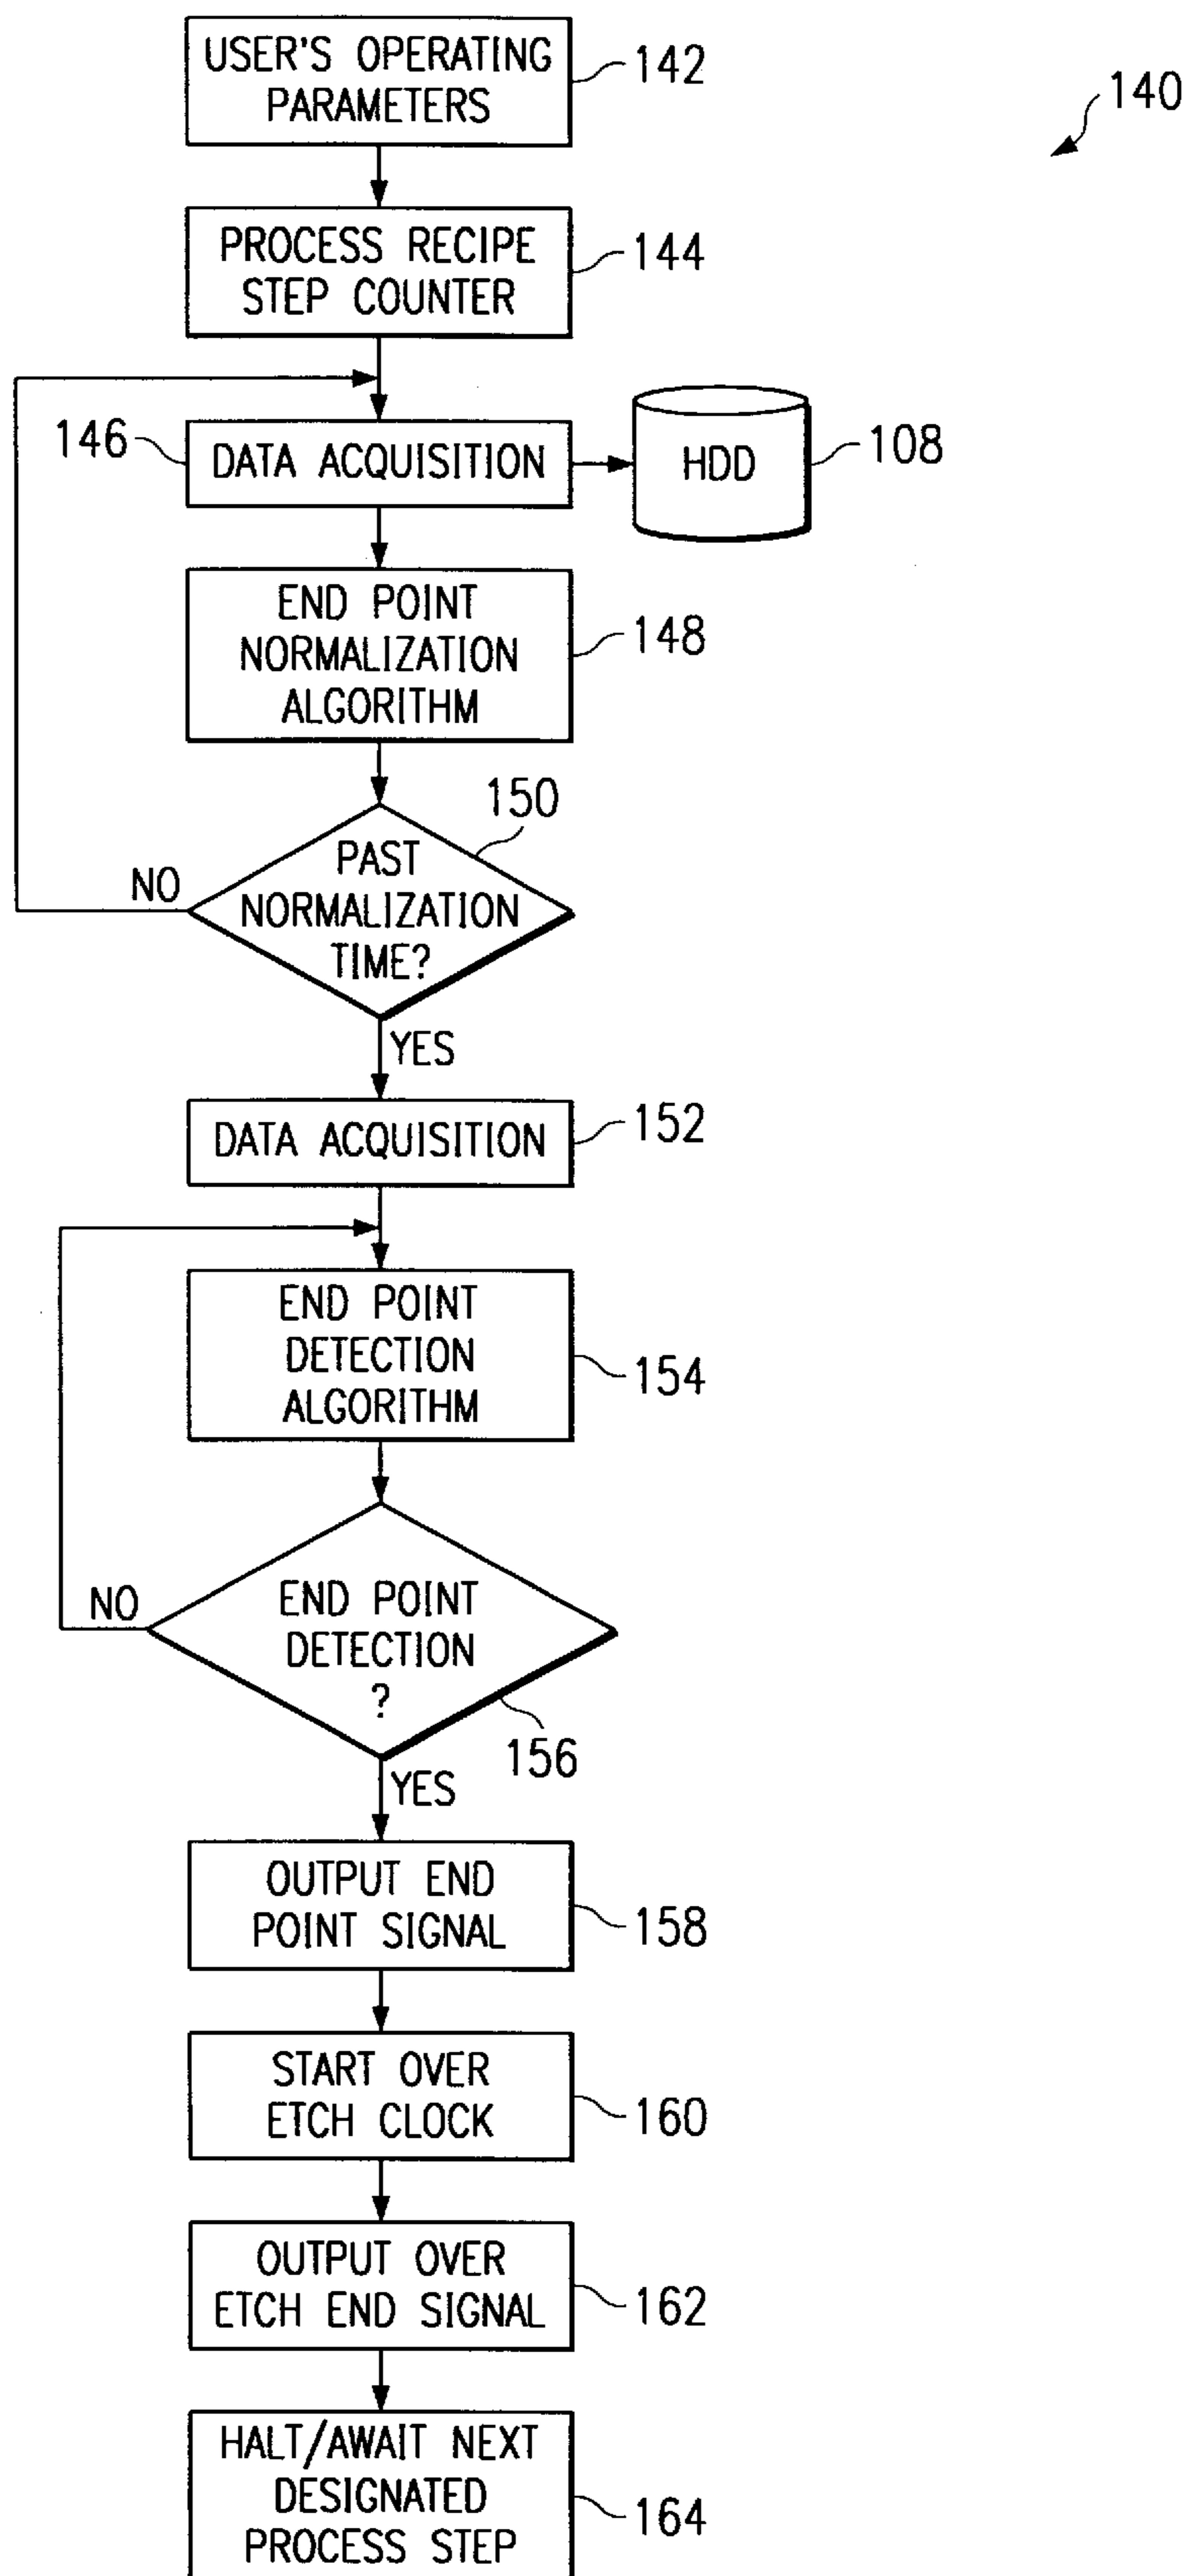 USER'S OPERATING
PARAMETERS
142
140
PROCESS RECIPE
STEP COUNTER
144
146
DATA ACQUISITION
HDD
108
END POINT
NORMALIZATION
ALGORITHM
148
150
PAST
NORMALIZATION
TIME?
NO
YES
DATA ACQUISITION
152
END POINT
DETECTION
ALGORITHM
154
END POINT
DETECTION
?
NO
156
YES
OUTPUT END
POINT SIGNAL
158
START OVER
ETCH CLOCK
160
OUTPUT OVER
ETCH END SIGNAL
162
HALT/AWAIT NEXT
DESIGNATED
PROCESS STEP
164